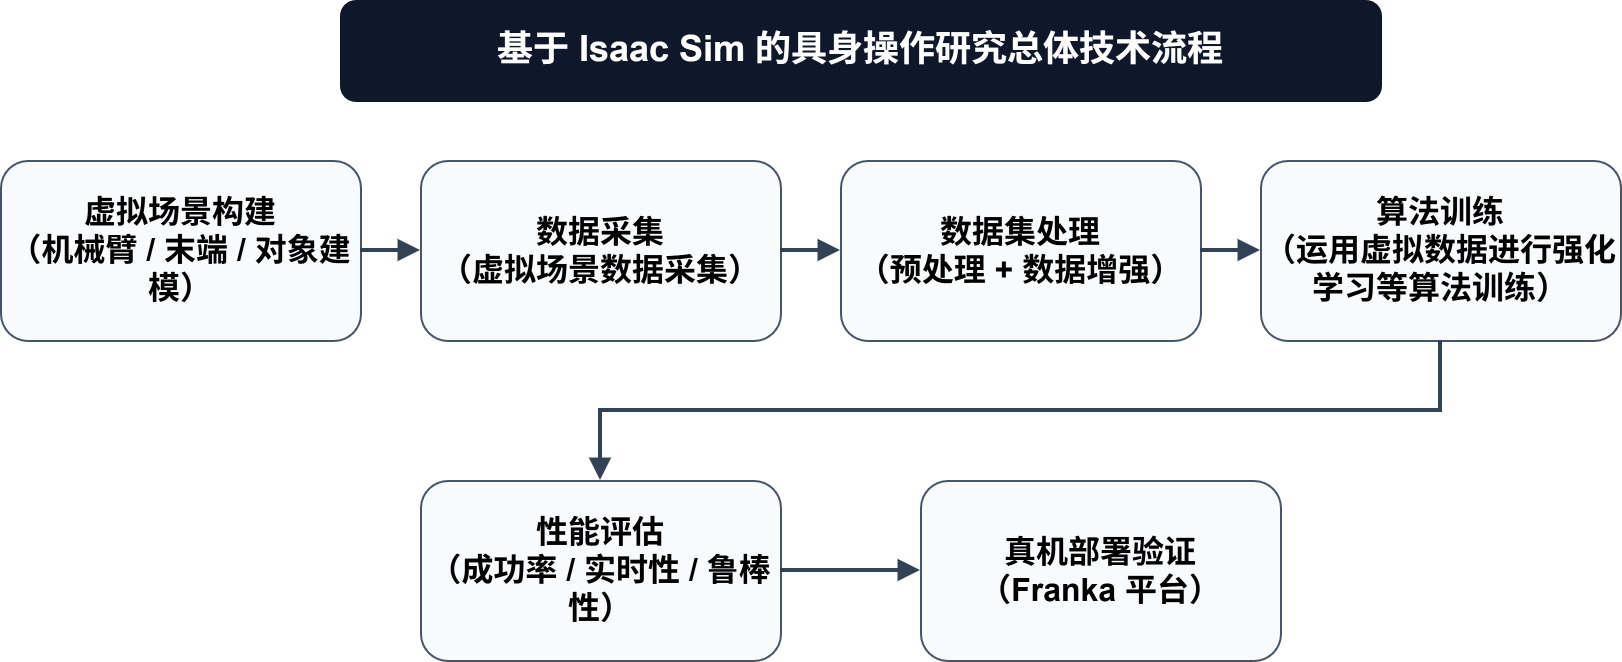 基于 Isaac Sim 的具身操作研究总体技术流程
虚拟场景构建
（机械臂 / 末端 / 对象建
模）
数据采集
（虚拟场景数据采集）
数据集处理
（预处理 + 数据增强）
算法训练
（运用虚拟数据进行强化
学习等算法训练）
性能评估
（成功率 / 实时性 / 鲁棒
性）
真机部署验证
（Franka 平台）